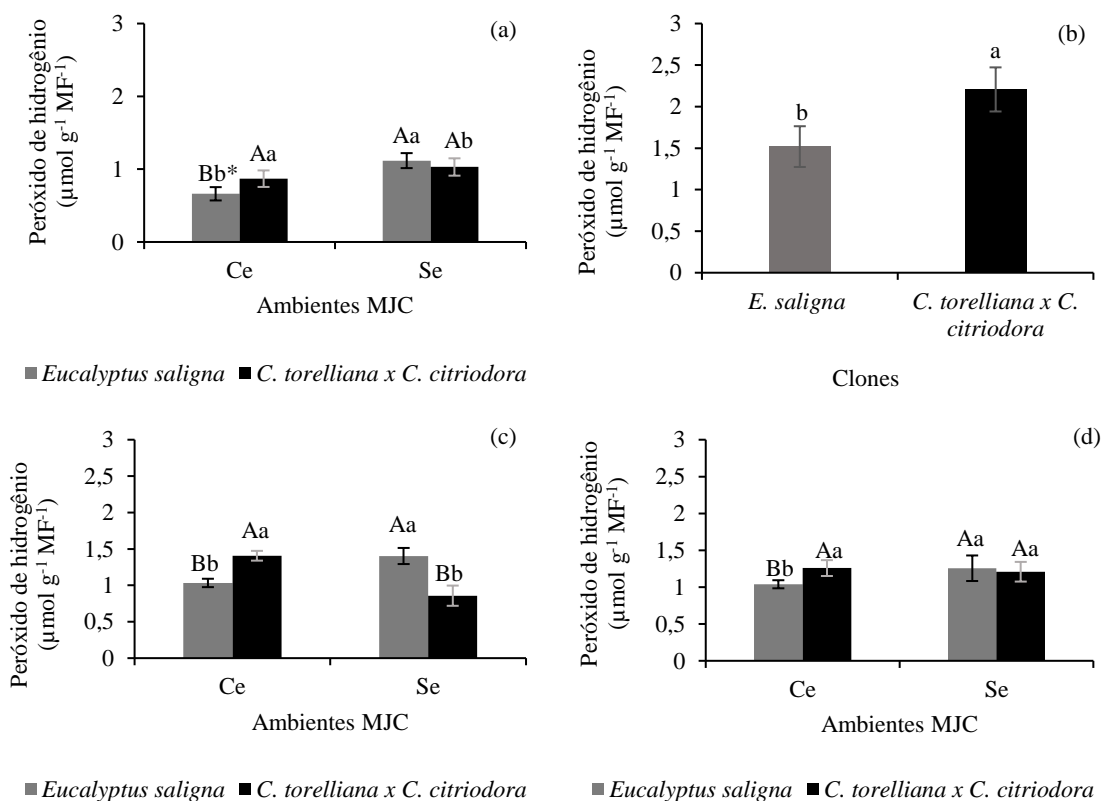 (a)
Peróxido de hidrogênio
(µmol g-1 MF-1)
3
2
1
0
Bb*
Aa
Aa
Ab
Ce
Se
Ambientes MJC
Eucalyptus saligna
C. torelliana x C. citriodora
(b)
Peróxido de hidrogênio
(µmol g-1 MF-1)
3
2,5
2
1,5
1
0,5
0
b
a
E. saligna
C. torelliana x C.
citriodora
Clones
(c)
Peróxido de hidrogênio
(µmol g-1 MF-1)
3
2,5
2
1,5
1
0,5
0
Bb
Aa
Aa
Bb
Ce
Se
Ambientes MJC
Eucalyptus saligna
C. torelliana x C. citriodora
(d)
Peróxido de hidrogênio
(µmol g-1 MF-1)
3
2,5
2
1,5
1
0,5
0
Bb
Aa
Aa
Aa
Ce
Se
Ambientes MJC
Eucalyptus saligna
C. torelliana x C. citriodora